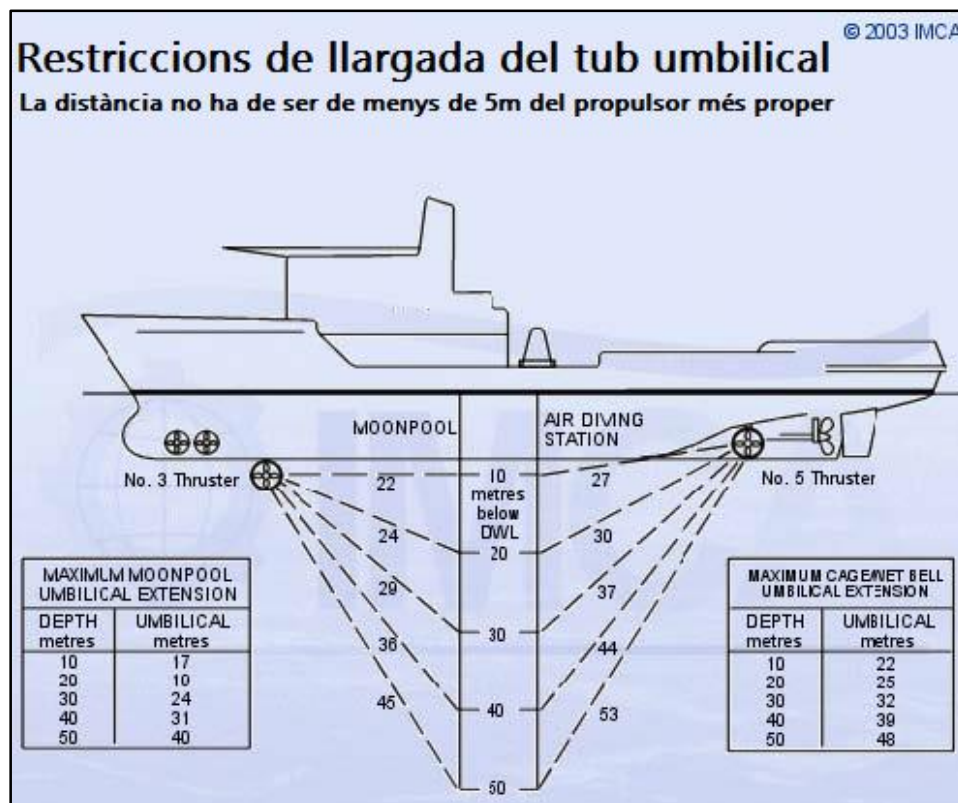 © 2003 IMCA
Restriccions de llargada del tub umbilical
La distància no ha de ser de menys de 5m del propulsor més proper
MOONPOOL
AIR DIVING
STATION
No. 3 Thruster
No. 5 Thruster
22
10
metres
below
DWL
27
24
20
30
29
30
37
36
40
44
45
50
53
MAXIMUM MOONPOOL
UMBILICAL EXTENSION
DEPTH metres UMBILICAL metres
10 17
20 10
30 24
40 31
50 40
MAXIMUM CAGE/WET BELL
UMBILICAL EXTENSION
DEPTH metres UMBILICAL metres
10 22
20 25
30 32
40 39
50 48